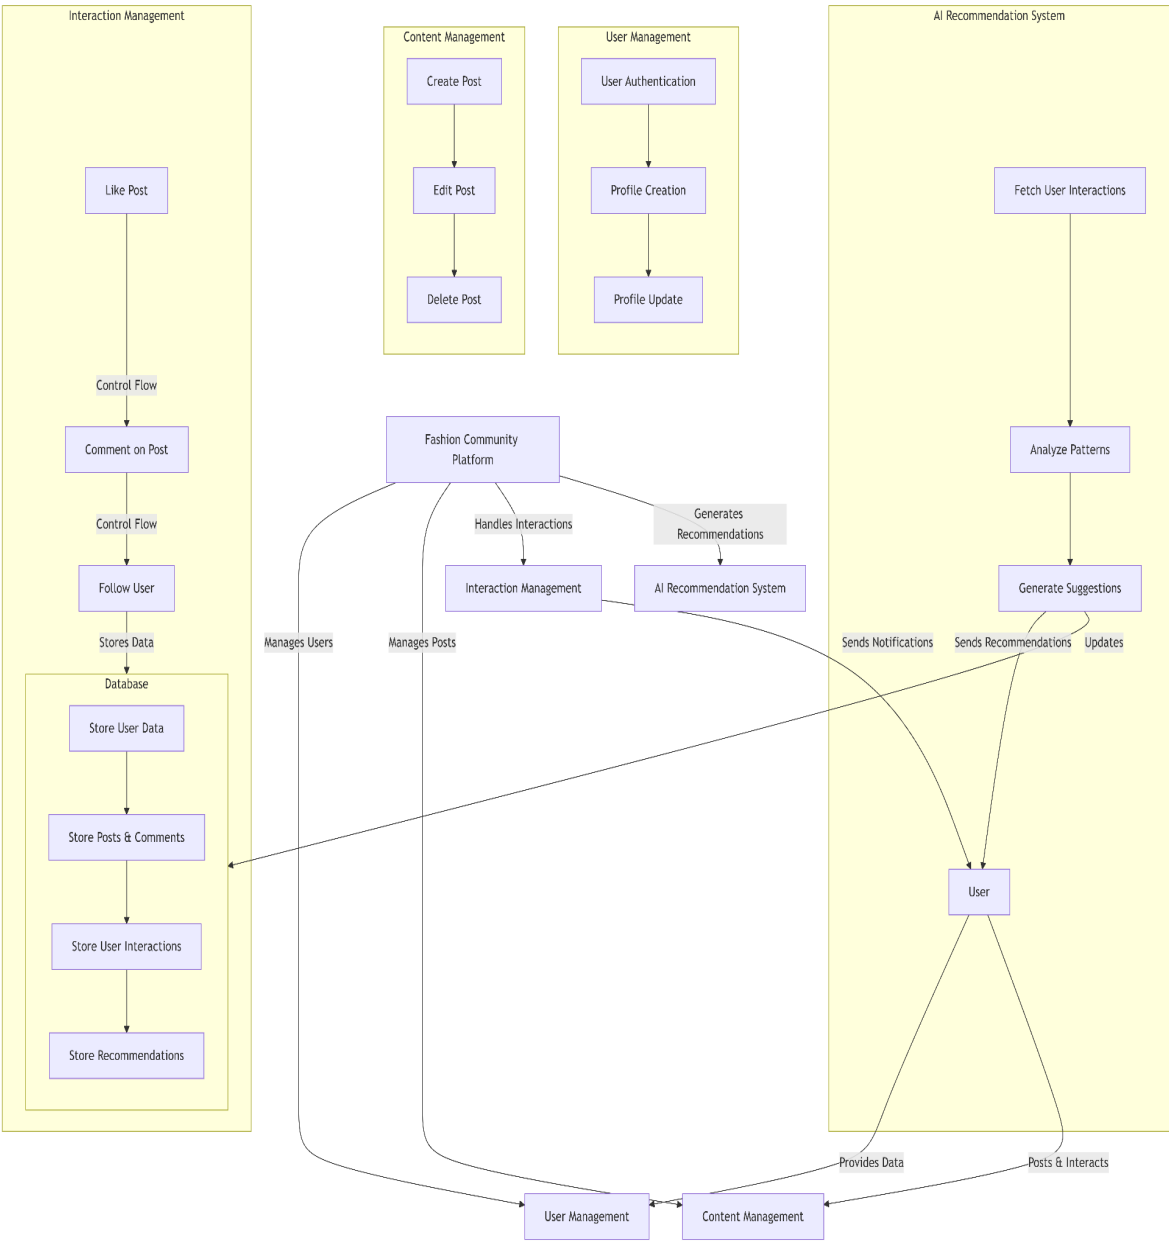 Interaction Management
Content Management
User Management
AI Recommendation System
Create Post
User Authentication
Like Post
Edit Post
Profile Creation
Fetch User Interactions
Delete Post
Profile Update
Control Flow
Fashion Community
Platform
Comment on Post
Analyze Patterns
Control Flow
Handles Interactions
Generates
Recommendations
Follow User
Interaction Management
AI Recommendation System
Generate Suggestions
Stores Data
Manages Users
Manages Posts
Sends Notifications
Sends Recommendations
Updates
Database
Store User Data
Store Posts & Comments
User
Store User Interactions
Store Recommendations
Provides Data
Posts & Interacts
User Management
Content Management